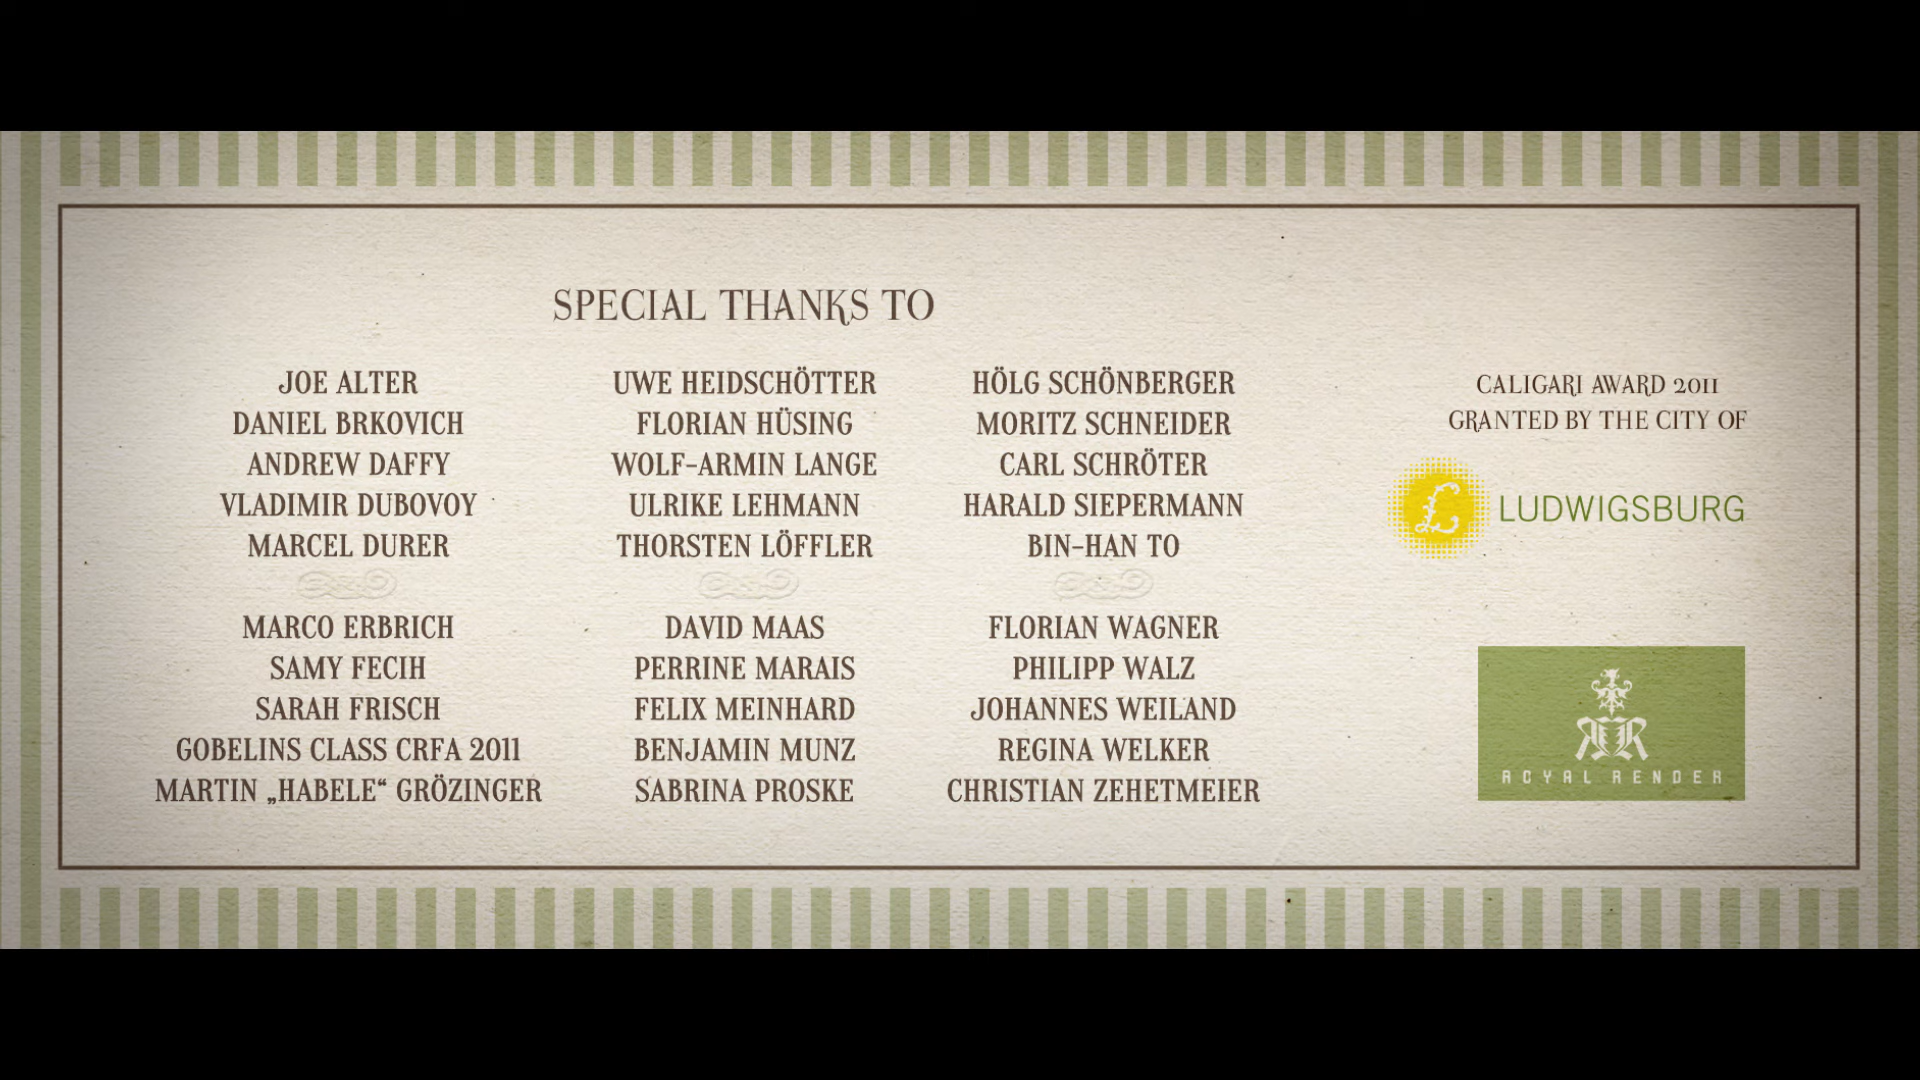 SPECIAL THANKS TO
JOE ALTER
DANIEL BRKOVICH
ANDREW DAFFY
VLADIMIR DUBOVOY
MARCEL DURER
MARCO ERBRICH
SAMY FECIH
SARAH FRISCH
GOBELINS CLASS CRFA 2011
MARTIN „HABELE“ GRÖZINGER
UWE HEIDSCHÖTTER
FLORIAN HÜSING
WOLF-ARMIN LANGE
ULRIKE LEHMANN
THORSTEN LÖFFLER
DAVID MAAS
PERRINE MARAIS
FELIX MEINHARD
BENJAMIN MUNZ
SABRINA PROSKE
HÖLG SCHÖNBERGER
MORITZ SCHNEIDER
CARL SCHRÖTER
HARALD SIEPERMANN
BIN-HAN TO
FLORIAN WAGNER
PHILIPP WALZ
JOHANNES WEILAND
REGINA WELKER
CHRISTIAN ZEHETMEIER
CALIGARI AWARD 2011
GRANTED BY THE CITY OF
L LUDWIGSBURG
RR
ROYAL RENDER